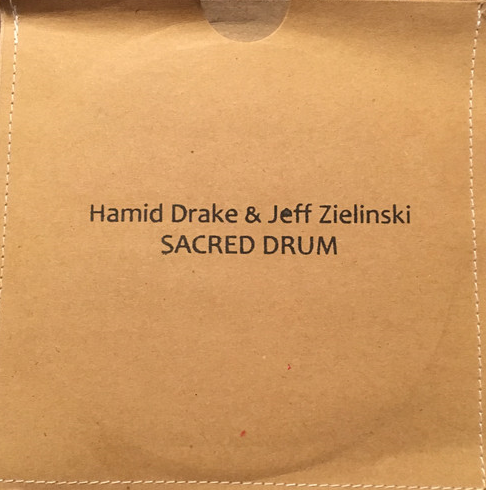 Hamid Drake & Jeff Zielinski
SACRED DRUM